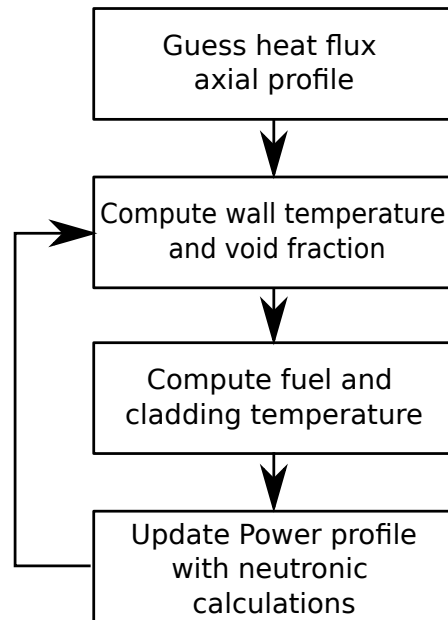 Guess heat flux
axial profile
Compute wall temperature
and void fraction
Compute fuel and
cladding temperature
Update Power profile
with neutronic
calculations